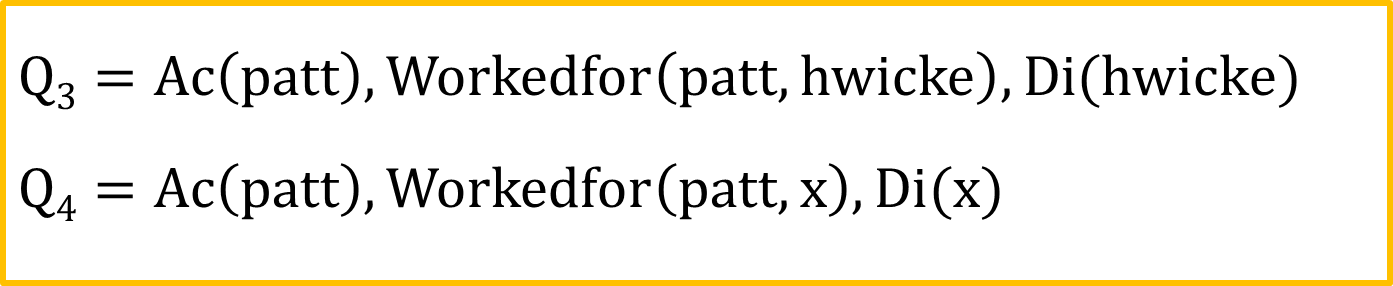 Q₃ = Ac(patt), Workedfor(patt, hwicke), Di(hwicke)
Q₄ = Ac(patt), Workedfor(patt, x), Di(x)